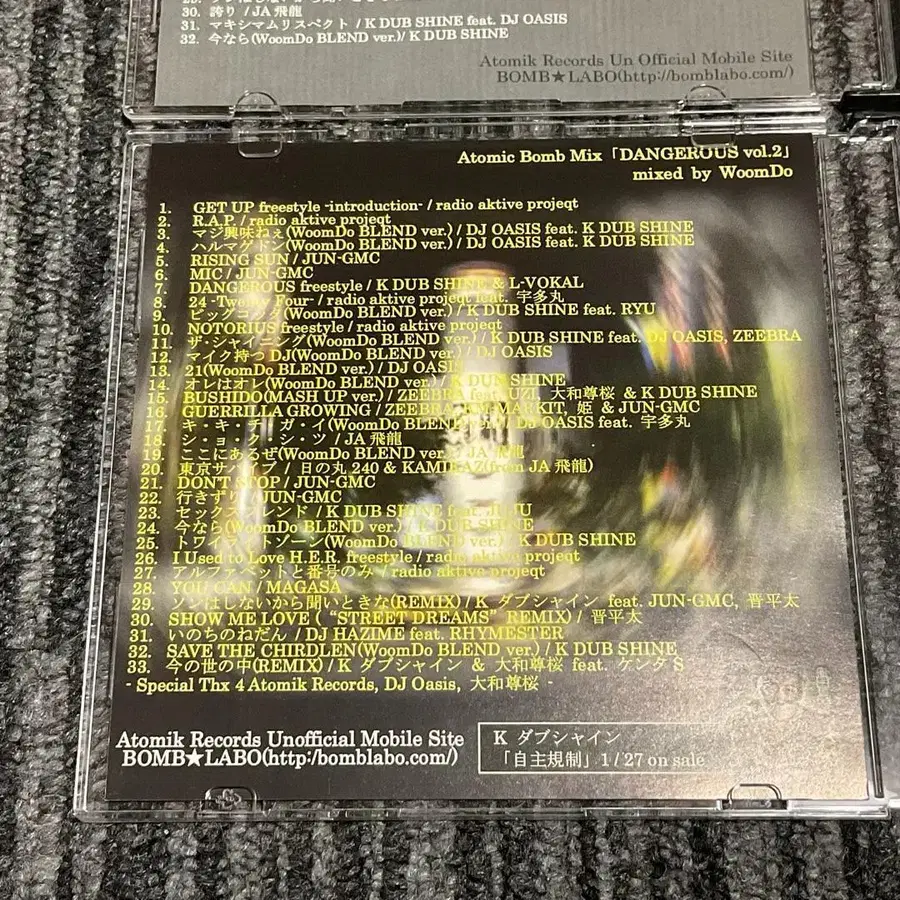 30. 誇り / JA飛龍
31. マキシマムリスペクト / K DUB SHINE feat. DJ OASIS
32. 今なら(WoomDo BLEND ver.)/ K DUB SHINE
Atomik Records Un Official Mobile Site
BOMB★LABO(http://bomblabo.com/)
Atomic Bomb Mix「DANGEROUS vol.2」
mixed by WoomDo
1. GET UP freestyle -introduction- / radio aktive projeqt
2. R.A.P. / radio aktive projeqt
3. マジ興味ねぇ(WoomDo BLEND ver.) / DJ OASIS feat. K DUB SHINE
4. ハルマゲドン(WoomDo BLEND ver.) / DJ OASIS feat. K DUB SHINE
5. RISING SUN / JUN-GMC
6. MIC / JUN-GMC
7. DANGEROUS freestyle / K DUB SHINE & L-VOKAL
8. 24 -Twenty Four- / radio aktive projeqt feat. 宇多丸
9. ビッグコンタ(WoomDo BLEND ver.) / K DUB SHINE feat. RYU
10. NOTORIUS freestyle / radio aktive projeqt
11. ザ・シャイニング(WoomDo BLEND ver.) / K DUB SHINE feat. DJ OASIS, ZEEBRA
12. マイク持つDJ(WoomDo BLEND ver.) / DJ OASIS
13. 21(WoomDo BLEND ver.) / DJ OASIS
14. オレはオレ(WoomDo BLEND ver.) / K DUB SHINE
15. BUSHIDO(MASH UP ver.) / ZEEBRA feat. UZI, 大和尊桜 & K DUB SHINE
16. GUERRILLA GROWING / ZEEBRA, KM-MARKIT, 姫 & JUN-GMC
17. キ・キ・チ・ガ・イ(WoomDo BLEND ver.) / DJ OASIS feat. 宇多丸
18. シ・ョ・ク・シ・ツ / JA飛龍
19. ここにあるぜ(WoomDo BLEND ver.) / JA飛龍
20. 東京サバイブ / 日の丸240 & KAMIKAZ(from JA飛龍)
21. DON'T STOP / JUN-GMC
22. 行きずり / JUN-GMC
23. セックスフレンド / K DUB SHINE feat.
24. 今なら(WoomDo BLEND ver.) / K DUB SHINE
25. トワイライトゾーン(WoomDo BLEND ver.) / K DUB SHINE
26. I Used to Love H.E.R. freestyle / radio aktive projeqt
27. アルファベットと番号のみ / radio aktive projeqt
28. YOU CAN / MAGASA
29. ソンはしないから聞いときな(REMIX) / K ダブシャイン feat. JUN-GMC, 晋平太
30. SHOW ME LOVE ( “STREET DREAMS” REMIX) / 晋平太
31. いのちのねだん / DJ HAZIME feat. RHYMESTER
32. SAVE THE CHIRDLEN(WoomDo BLEND ver.) / K DUB SHINE
33. 今の世の中(REMIX) / K ダブシャイン & 大和尊桜 feat. ケンタS
- Special Thx 4 Atomik Records, DJ Oasis, 大和尊桜 -
Atomik Records Unofficial Mobile Site
BOMB★LABO(http:/bomblabo.com/)
K ダブシャイン
「自主規制」1/27 on sale